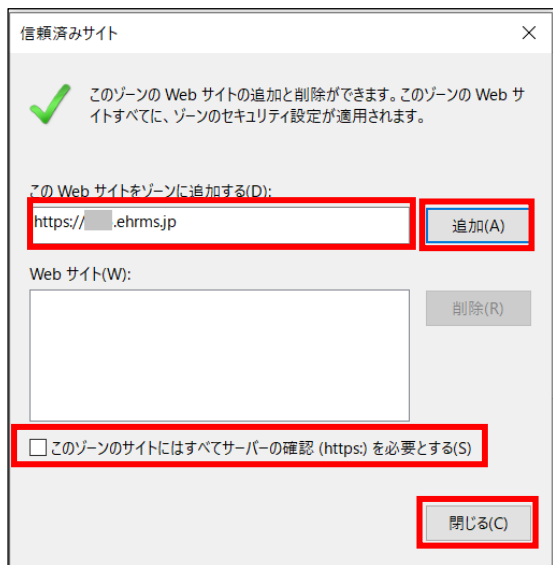 信頼済みサイト
このゾーンの Web サイトの追加と削除ができます。このゾーンの Web サ
イトすべてに、ゾーンのセキュリティ設定が適用されます。
この Web サイトをゾーンに追加する(D):
https:// .ehrms.jp
追加(A)
Web サイト(W):
削除(R)
このゾーンのサイトにはすべてサーバーの確認 (https:) を必要とする(S)
閉じる(C)